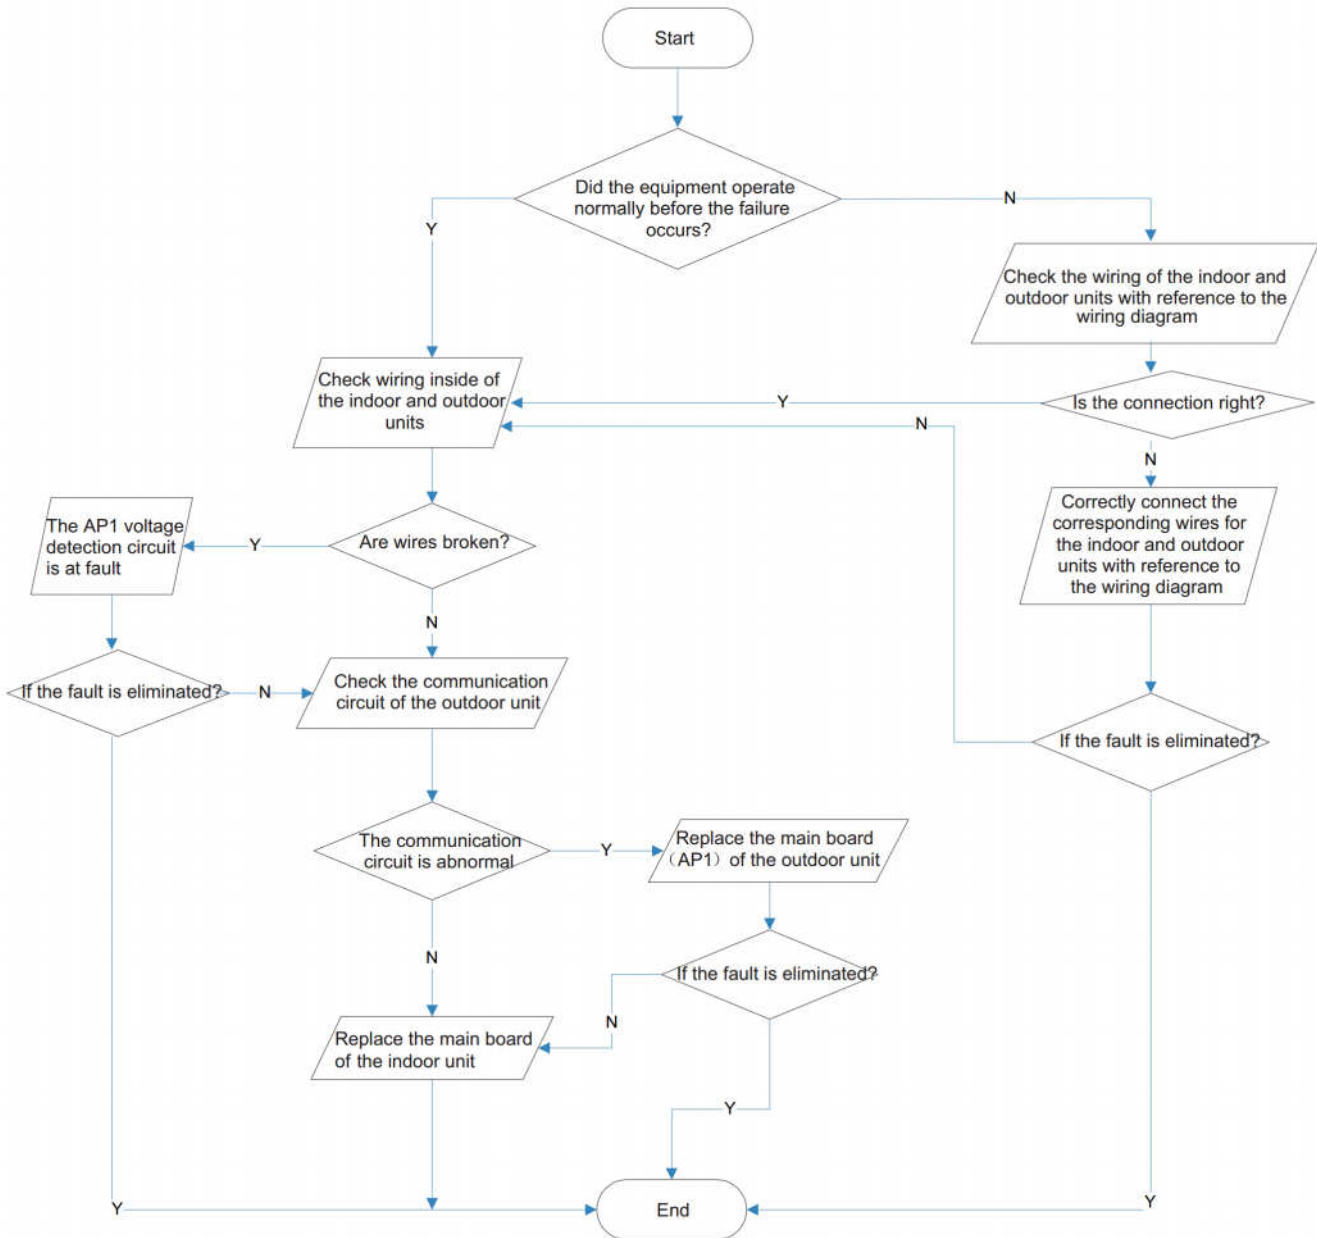 Start
Did the equipment operate
normally before the failure
occurs?
Y
N
Check the wiring of the indoor and
outdoor units with reference to the
wiring diagram
Check wiring inside of
the indoor and outdoor
units
Y
Is the connection right?
N
N
Correctly connect the
corresponding wires for
the indoor and outdoor
units with reference to
the wiring diagram
The AP1 voltage
detection circuit
is at fault
Y
Are wires broken?
N
If the fault is eliminated?
N
Check the communication
circuit of the outdoor unit
If the fault is eliminated?
The communication
circuit is abnormal
Y
Replace the main board
（AP1）of the outdoor unit
N
If the fault is eliminated?
N
Replace the main board
of the indoor unit
Y
Y
End
Y